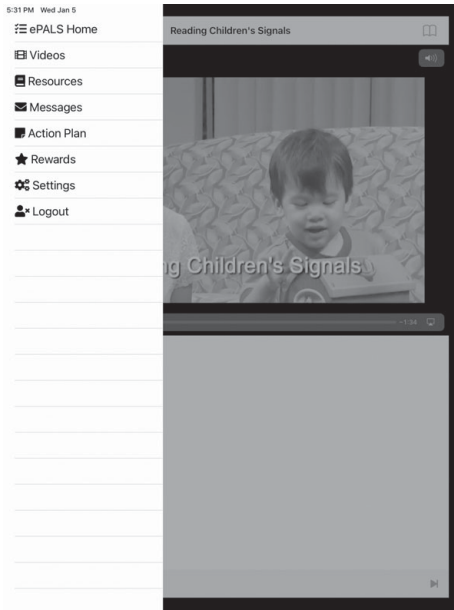 5:31 PM Wed Jan 5
ePALS Home
Videos
Resources
Messages
Action Plan
Rewards
Settings
Logout
Reading Children's Signals
g Children's Signals
-1:34